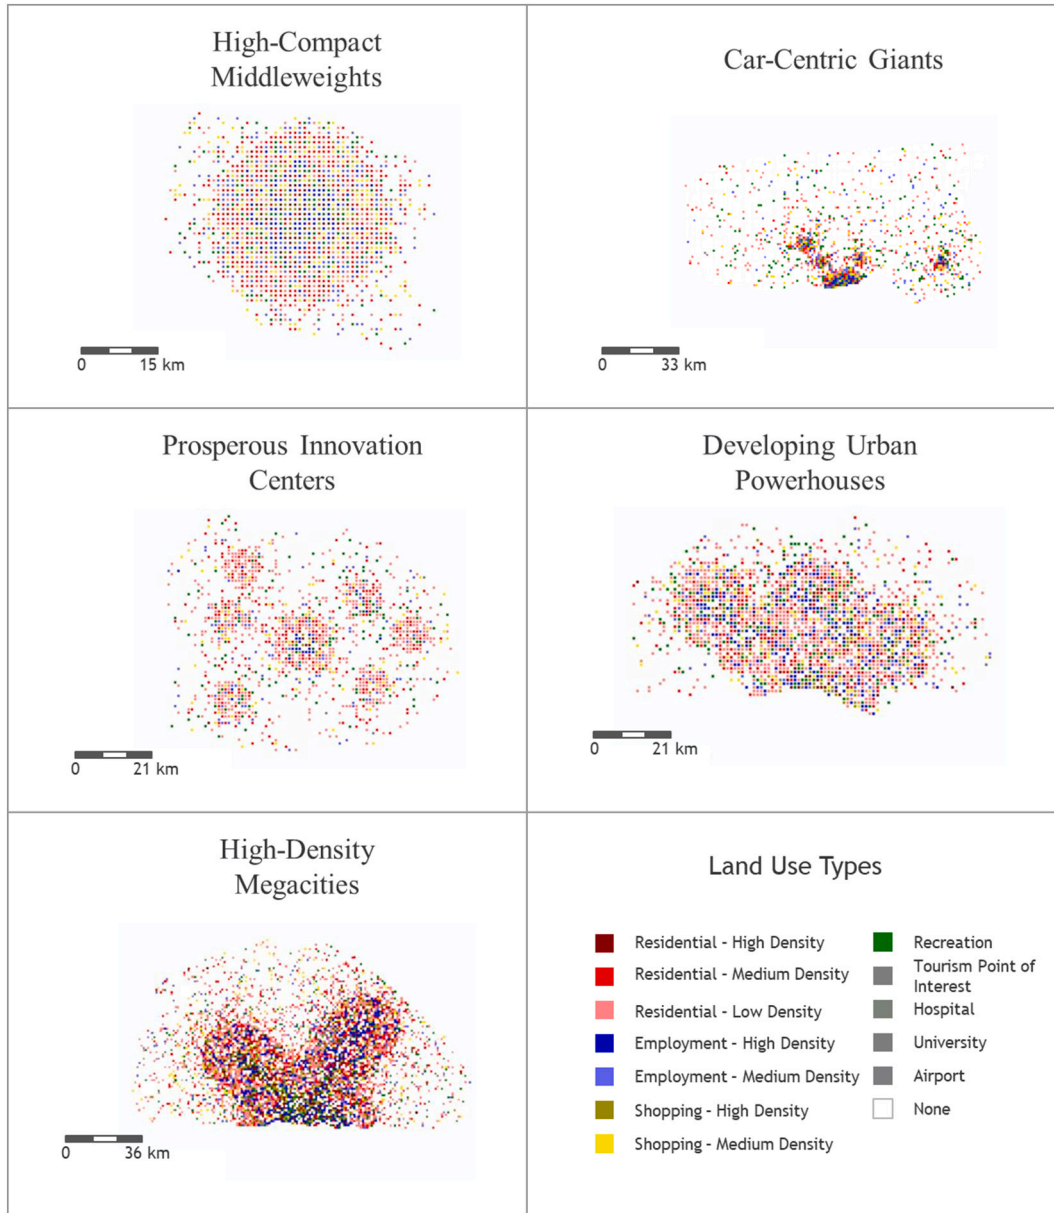 High-Compact
Middleweights
0 15 km
Car-Centric Giants
0 33 km
Prosperous Innovation
Centers
0 21 km
Developing Urban
Powerhouses
0 21 km
High-Density
Megacities
0 36 km
Land Use Types
Residential - High Density
Residential - Medium Density
Residential - Low Density
Employment - High Density
Employment - Medium Density
Shopping - High Density
Shopping - Medium Density
Recreation
Tourism Point of
Interest
Hospital
University
Airport
None